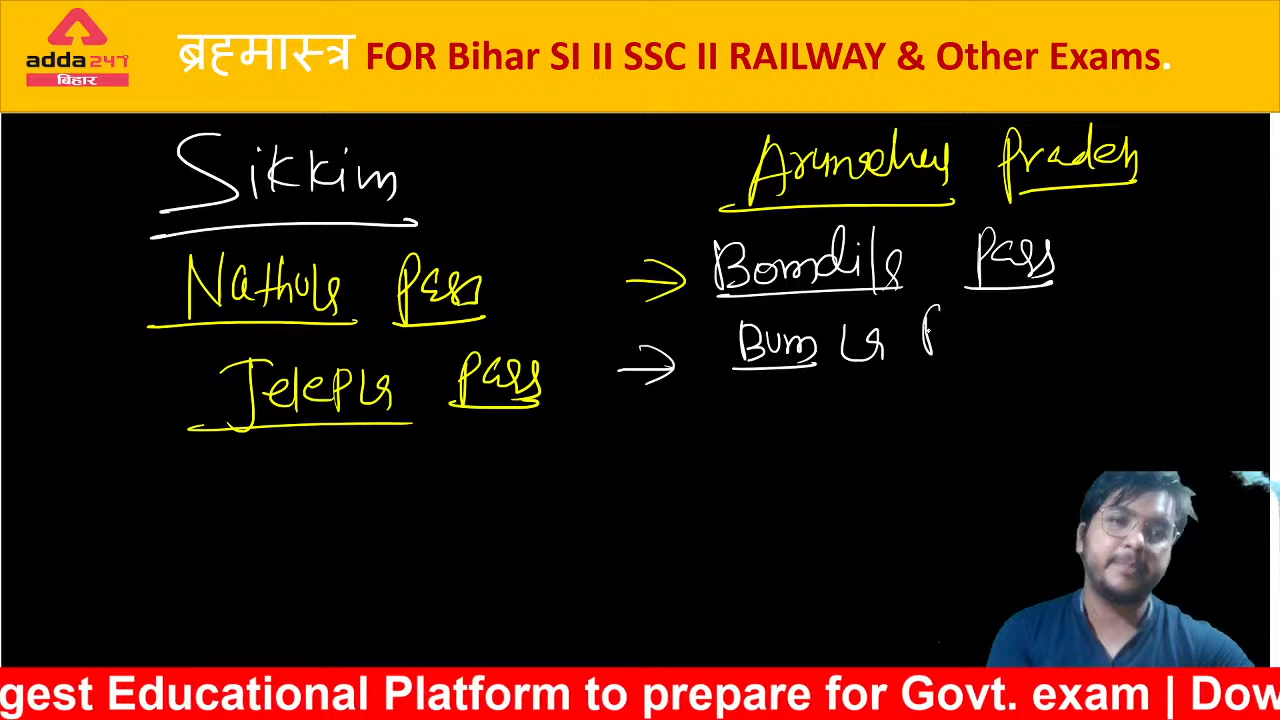 adda247
बिहार
ब्रह्मास्त्र FOR Bihar SI II SSC II RAILWAY & Other Exams.
Sikkim
Nathula Pass
Jelepla Pass
Arunachal Pradesh
→ Bomdila Pass
→ Bum La P
gest Educational Platform to prepare for Govt. exam | Dow